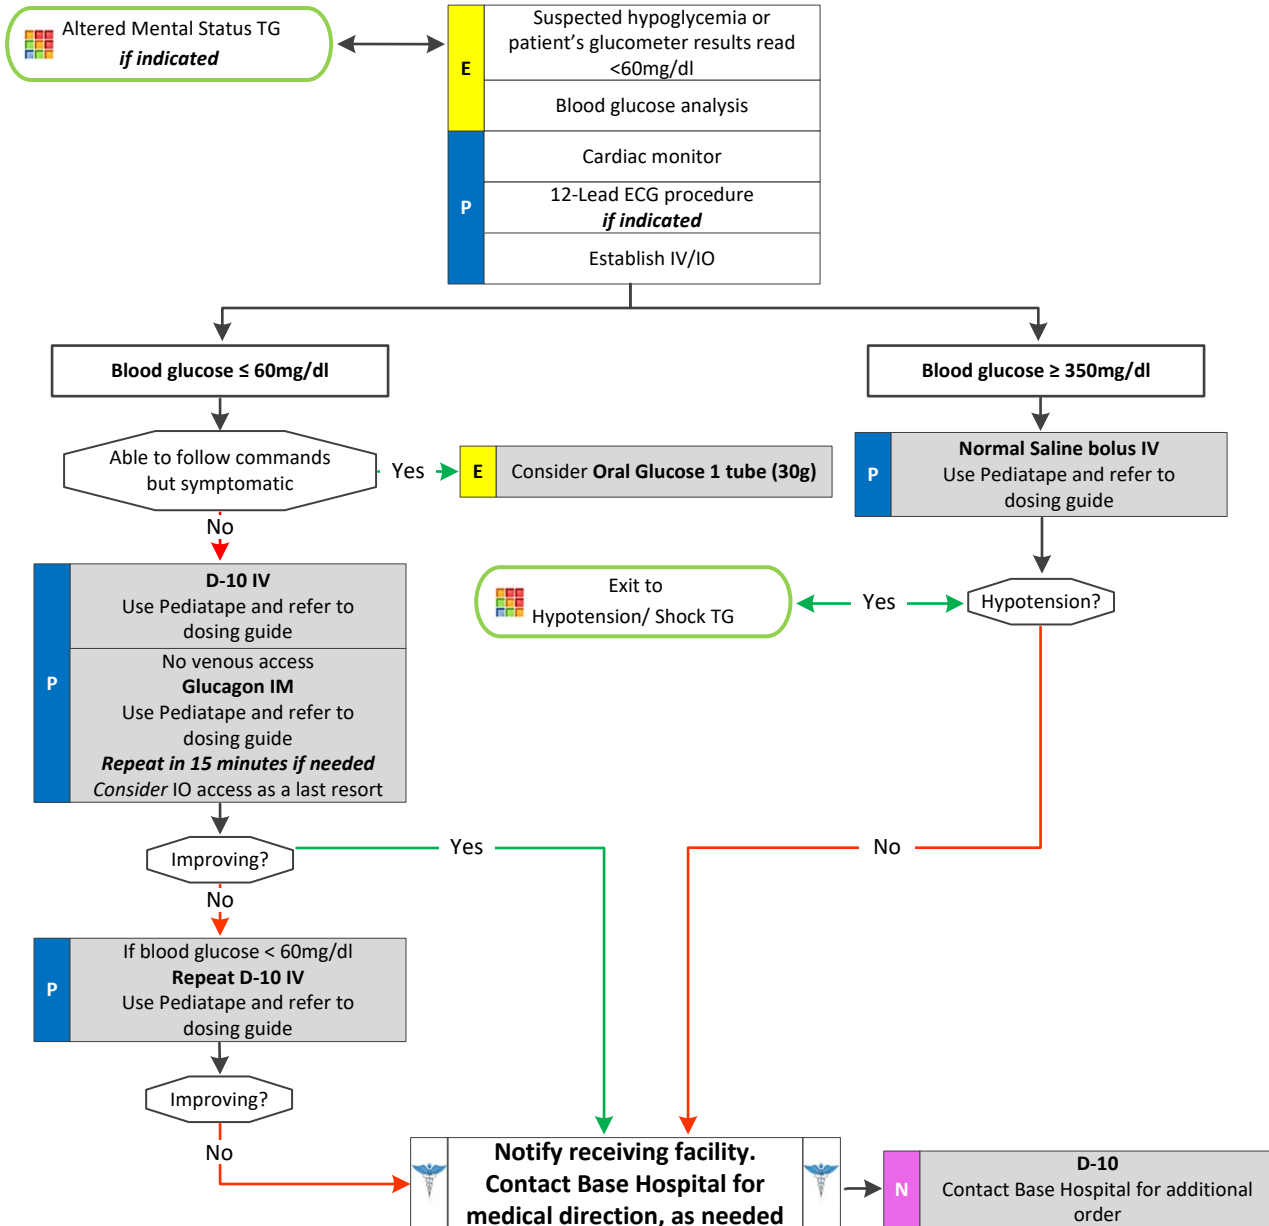 Altered Mental Status TG
if indicated
E
Suspected hypoglycemia or
patient's glucometer results read
<60mg/dl
Blood glucose analysis
P
Cardiac monitor
12-Lead ECG procedure
if indicated
Establish IV/IO
Blood glucose ≤ 60mg/dl
Blood glucose ≥ 350mg/dl
Able to follow commands
but symptomatic
Yes
E
Consider Oral Glucose 1 tube (30g)
P
Normal Saline bolus IV
Use Pediatape and refer to
dosing guide
No
P
D-10 IV
Use Pediatape and refer to
dosing guide
No venous access
Glucagon IM
Use Pediatape and refer to
dosing guide
Repeat in 15 minutes if needed
Consider IO access as a last resort
Exit to
Hypotension/ Shock TG
Yes
Hypotension?
Improving?
Yes
No
No
P
If blood glucose < 60mg/dl
Repeat D-10 IV
Use Pediatape and refer to
dosing guide
Improving?
No
Notify receiving facility.
Contact Base Hospital for
medical direction, as needed
N
D-10
Contact Base Hospital for additional
order